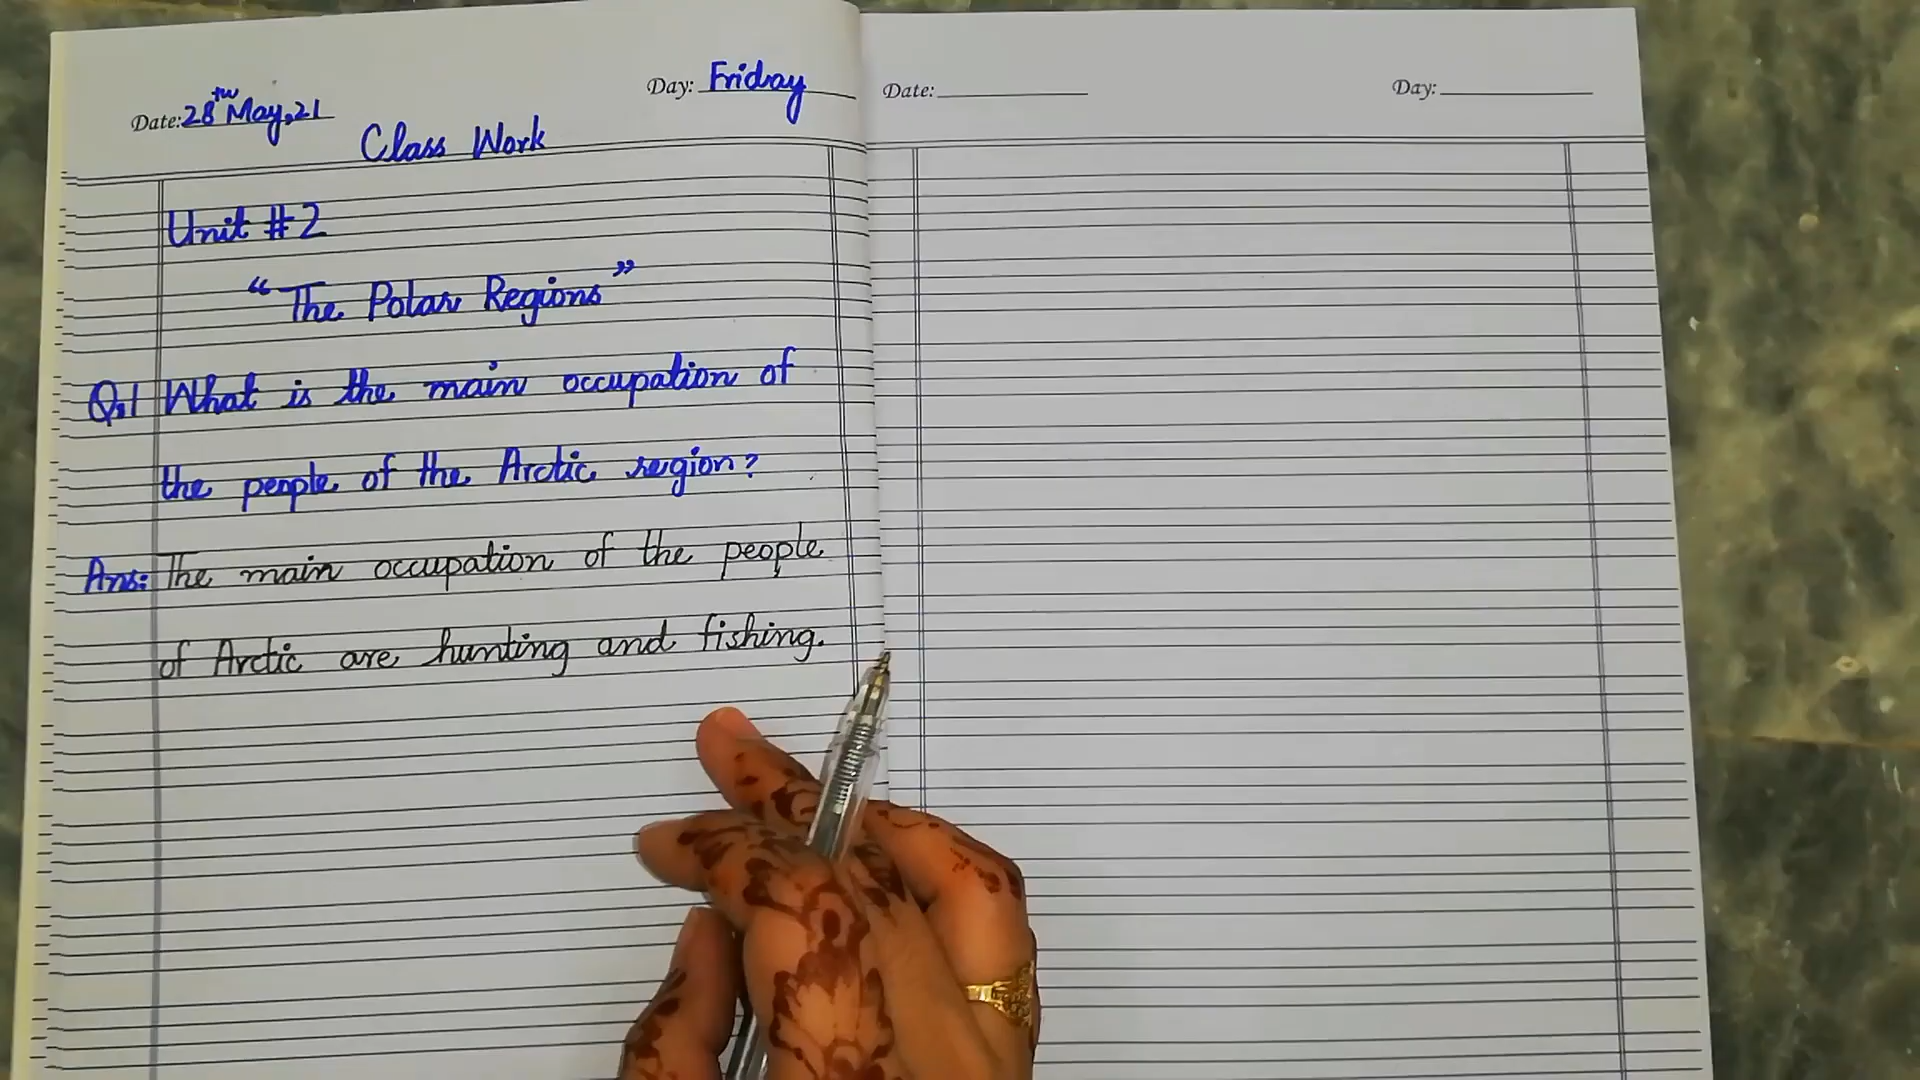 Date: 28th May, 21 Day: Friday
Class Work
Unit #2
“The Polar Regions”
Q.1 What is the main occupation of
the people of the Arctic region?
Ans: The main occupation of the people
of Arctic are hunting and fishing.
Date: Day: